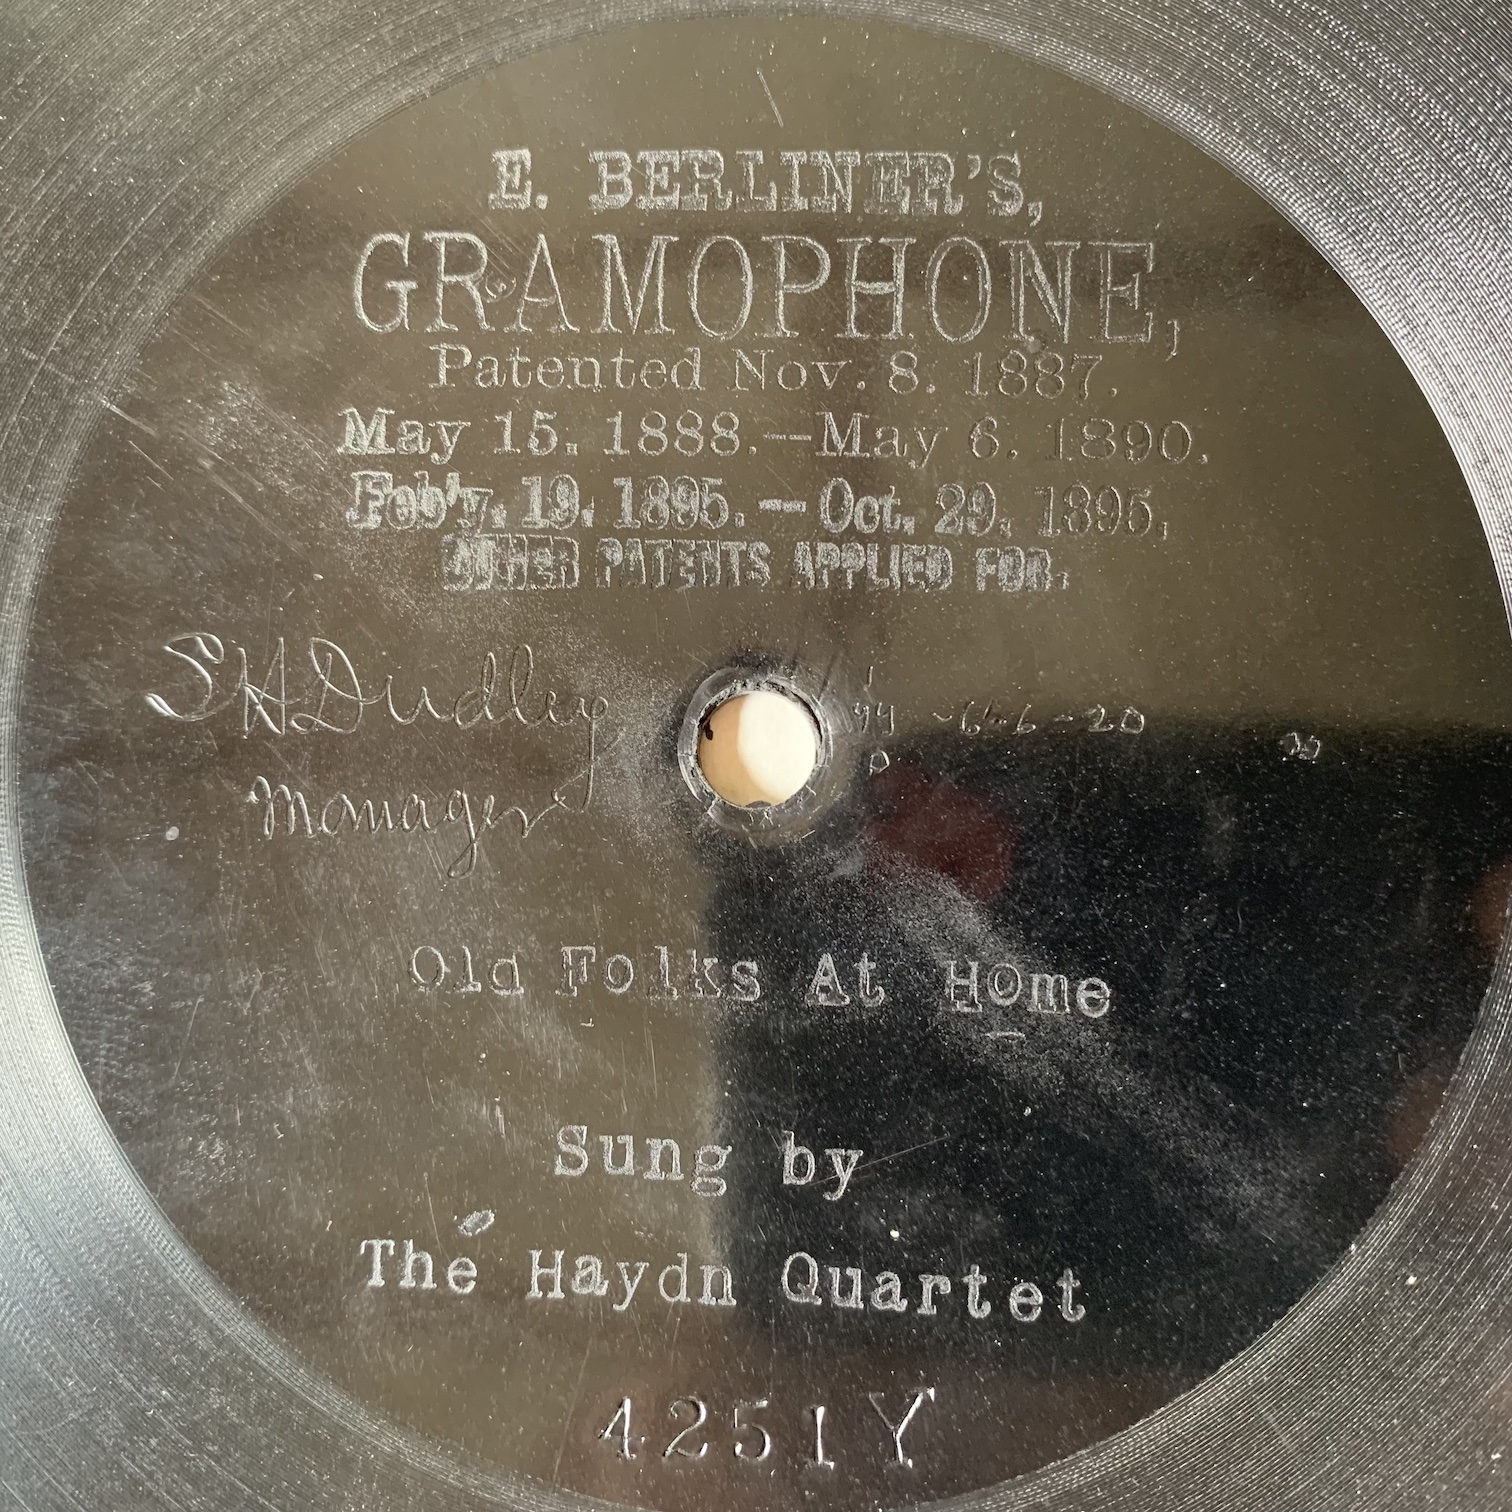 E. BERLINER'S,
GRAMOPHONE,
Patented Nov. 8. 1887.
May 15. 1888.—May 6. 1890.
Feb'y. 19. 1895.—Oct. 29. 1895.
OTHER PATENTS APPLIED FOR.
SHDudley
Manager
Old Folks At Home
Sung by
The Haydn Quartet
4251Y